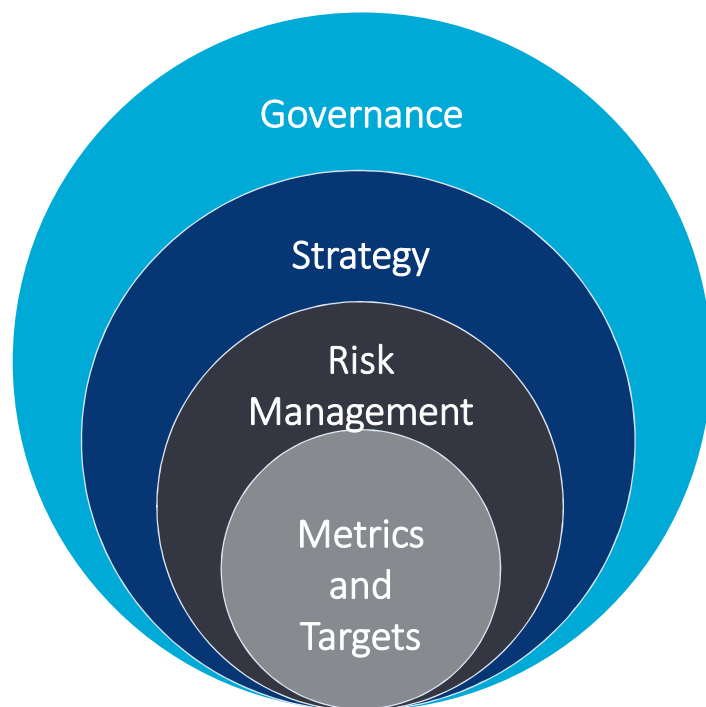 Governance
Strategy
Risk
Management
Metrics
and
Targets